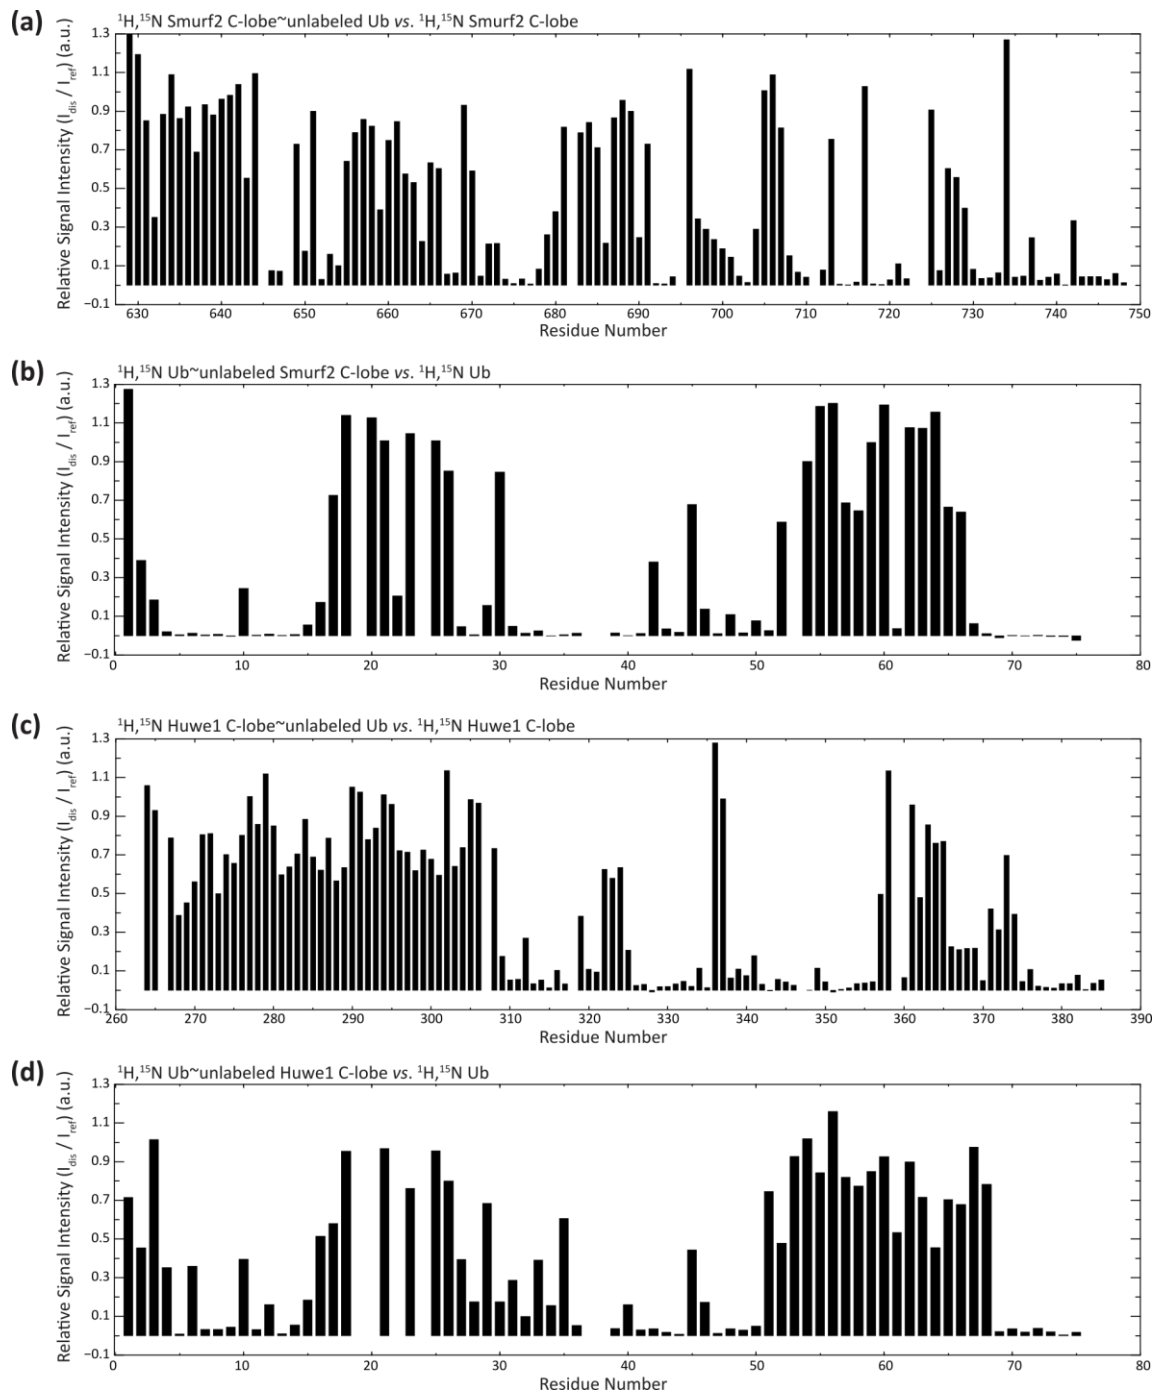 (a)
¹H,¹⁵N Smurf2 C-lobe~unlabeled Ub vs. ¹H,¹⁵N Smurf2 C-lobe
Relative Signal Intensity (I_dis / I_ref) (a.u.)
1.3
1.1
0.9
0.7
0.5
0.3
0.1
−0.1
630 640 650 660 670 680 690 700 710 720 730 740 750
Residue Number
(b)
¹H,¹⁵N Ub~unlabeled Smurf2 C-lobe vs. ¹H,¹⁵N Ub
Relative Signal Intensity (I_dis / I_ref) (a.u.)
1.3
1.1
0.9
0.7
0.5
0.3
0.1
−0.1
0 10 20 30 40 50 60 70 80
Residue Number
(c)
¹H,¹⁵N Huwe1 C-lobe~unlabeled Ub vs. ¹H,¹⁵N Huwe1 C-lobe
Relative Signal Intensity (I_dis / I_ref) (a.u.)
1.3
1.1
0.9
0.7
0.5
0.3
0.1
−0.1
260 270 280 290 300 310 320 330 340 350 360 370 380 390
Residue Number
(d)
¹H,¹⁵N Ub~unlabeled Huwe1 C-lobe vs. ¹H,¹⁵N Ub
Relative Signal Intensity (I_dis / I_ref) (a.u.)
1.3
1.1
0.9
0.7
0.5
0.3
0.1
−0.1
0 10 20 30 40 50 60 70 80
Residue Number